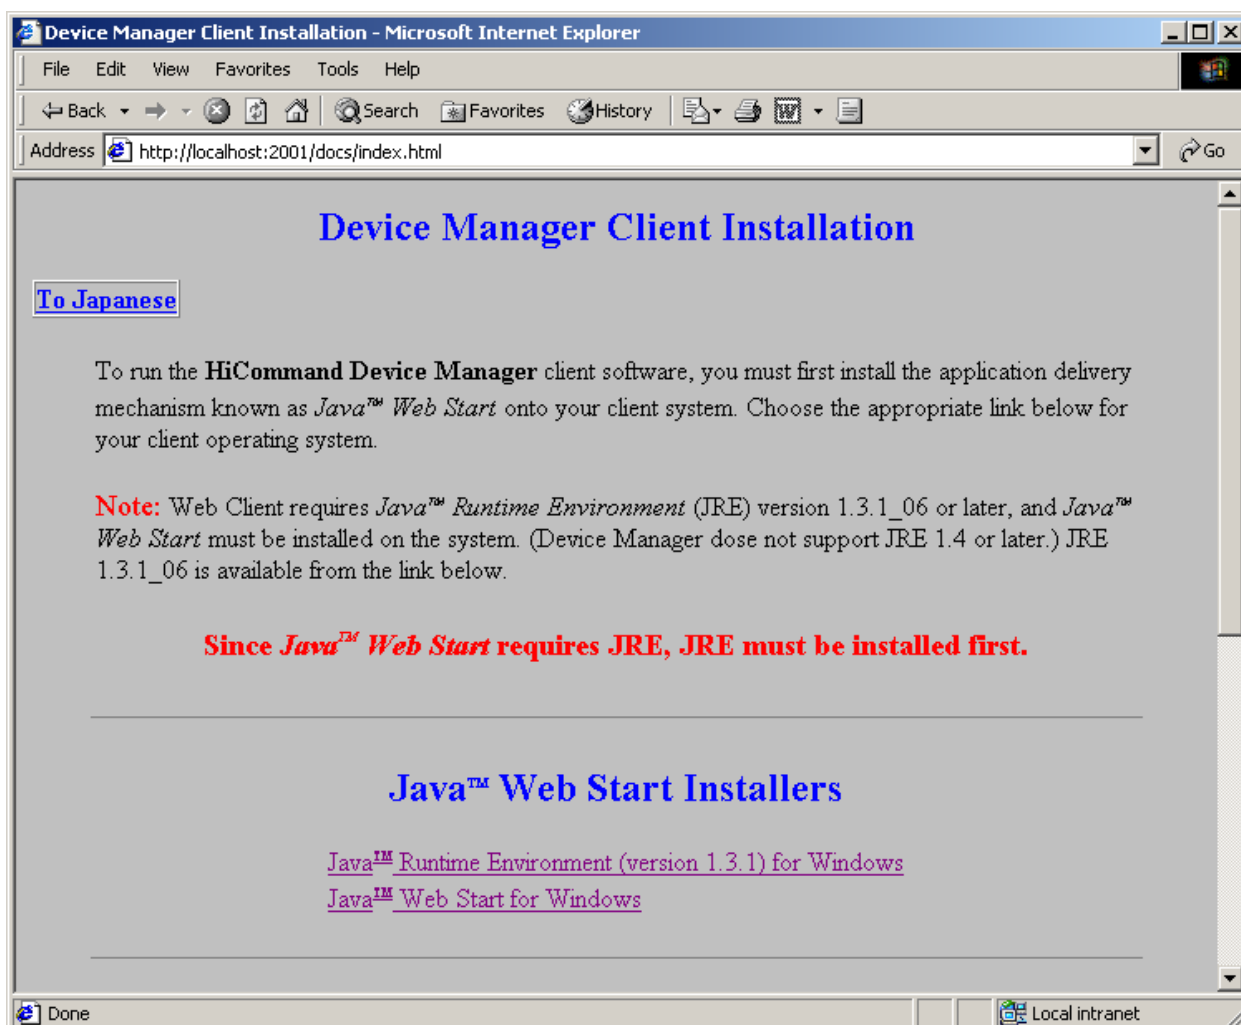 Device Manager Client Installation - Microsoft Internet Explorer
File Edit View Favorites Tools Help
Back Search Favorites History
Address http://localhost:2001/docs/index.html Go
Device Manager Client Installation
To Japanese
To run the HiCommand Device Manager client software, you must first install the application delivery
mechanism known as Java™ Web Start onto your client system. Choose the appropriate link below for
your client operating system.
Note: Web Client requires Java™ Runtime Environment (JRE) version 1.3.1_06 or later, and Java™
Web Start must be installed on the system. (Device Manager dose not support JRE 1.4 or later.) JRE
1.3.1_06 is available from the link below.
Since Java™ Web Start requires JRE, JRE must be installed first.
Java™ Web Start Installers
Java™ Runtime Environment (version 1.3.1) for Windows
Java™ Web Start for Windows
Done Local intranet